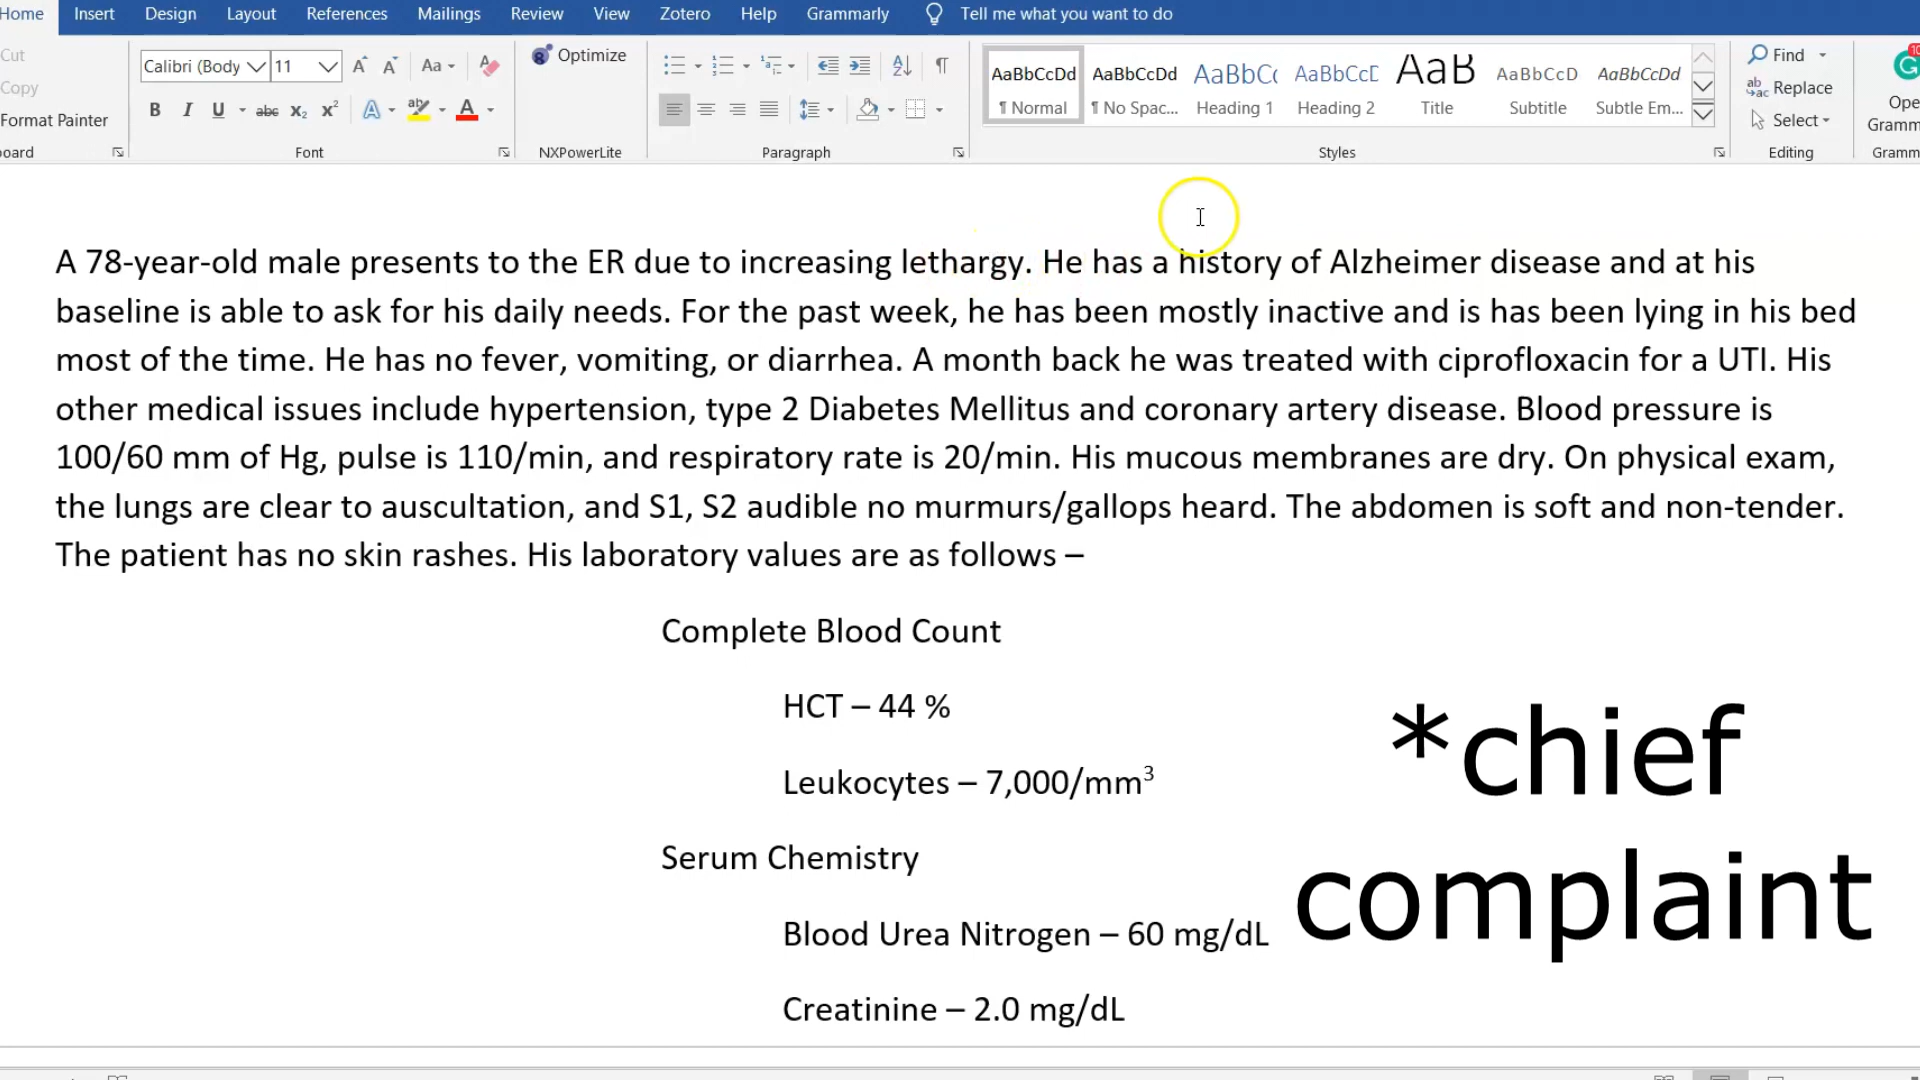 Home Insert Design Layout References Mailings Review View Zotero Help Grammarly Tell me what you want to do
Cut
Copy
Format Painter
Calibri (Body 11
Aa
Optimize
AaBbCcDd AaBbCcDd AaBbC AaBbCcD AaB AaBbCcD AaBbCcDd
¶ Normal ¶ No Spac... Heading 1 Heading 2 Title Subtitle Subtle Em...
Find
Replace
Select
Font NXPowerLite Paragraph Styles Editing
A 78-year-old male presents to the ER due to increasing lethargy. He has a history of Alzheimer disease and at his
baseline is able to ask for his daily needs. For the past week, he has been mostly inactive and is has been lying in his bed
most of the time. He has no fever, vomiting, or diarrhea. A month back he was treated with ciprofloxacin for a UTI. His
other medical issues include hypertension, type 2 Diabetes Mellitus and coronary artery disease. Blood pressure is
100/60 mm of Hg, pulse is 110/min, and respiratory rate is 20/min. His mucous membranes are dry. On physical exam,
the lungs are clear to auscultation, and S1, S2 audible no murmurs/gallops heard. The abdomen is soft and non-tender.
The patient has no skin rashes. His laboratory values are as follows –
Complete Blood Count
HCT – 44 %
Leukocytes – 7,000/mm³
Serum Chemistry
Blood Urea Nitrogen – 60 mg/dL
Creatinine – 2.0 mg/dL
*chief
complaint